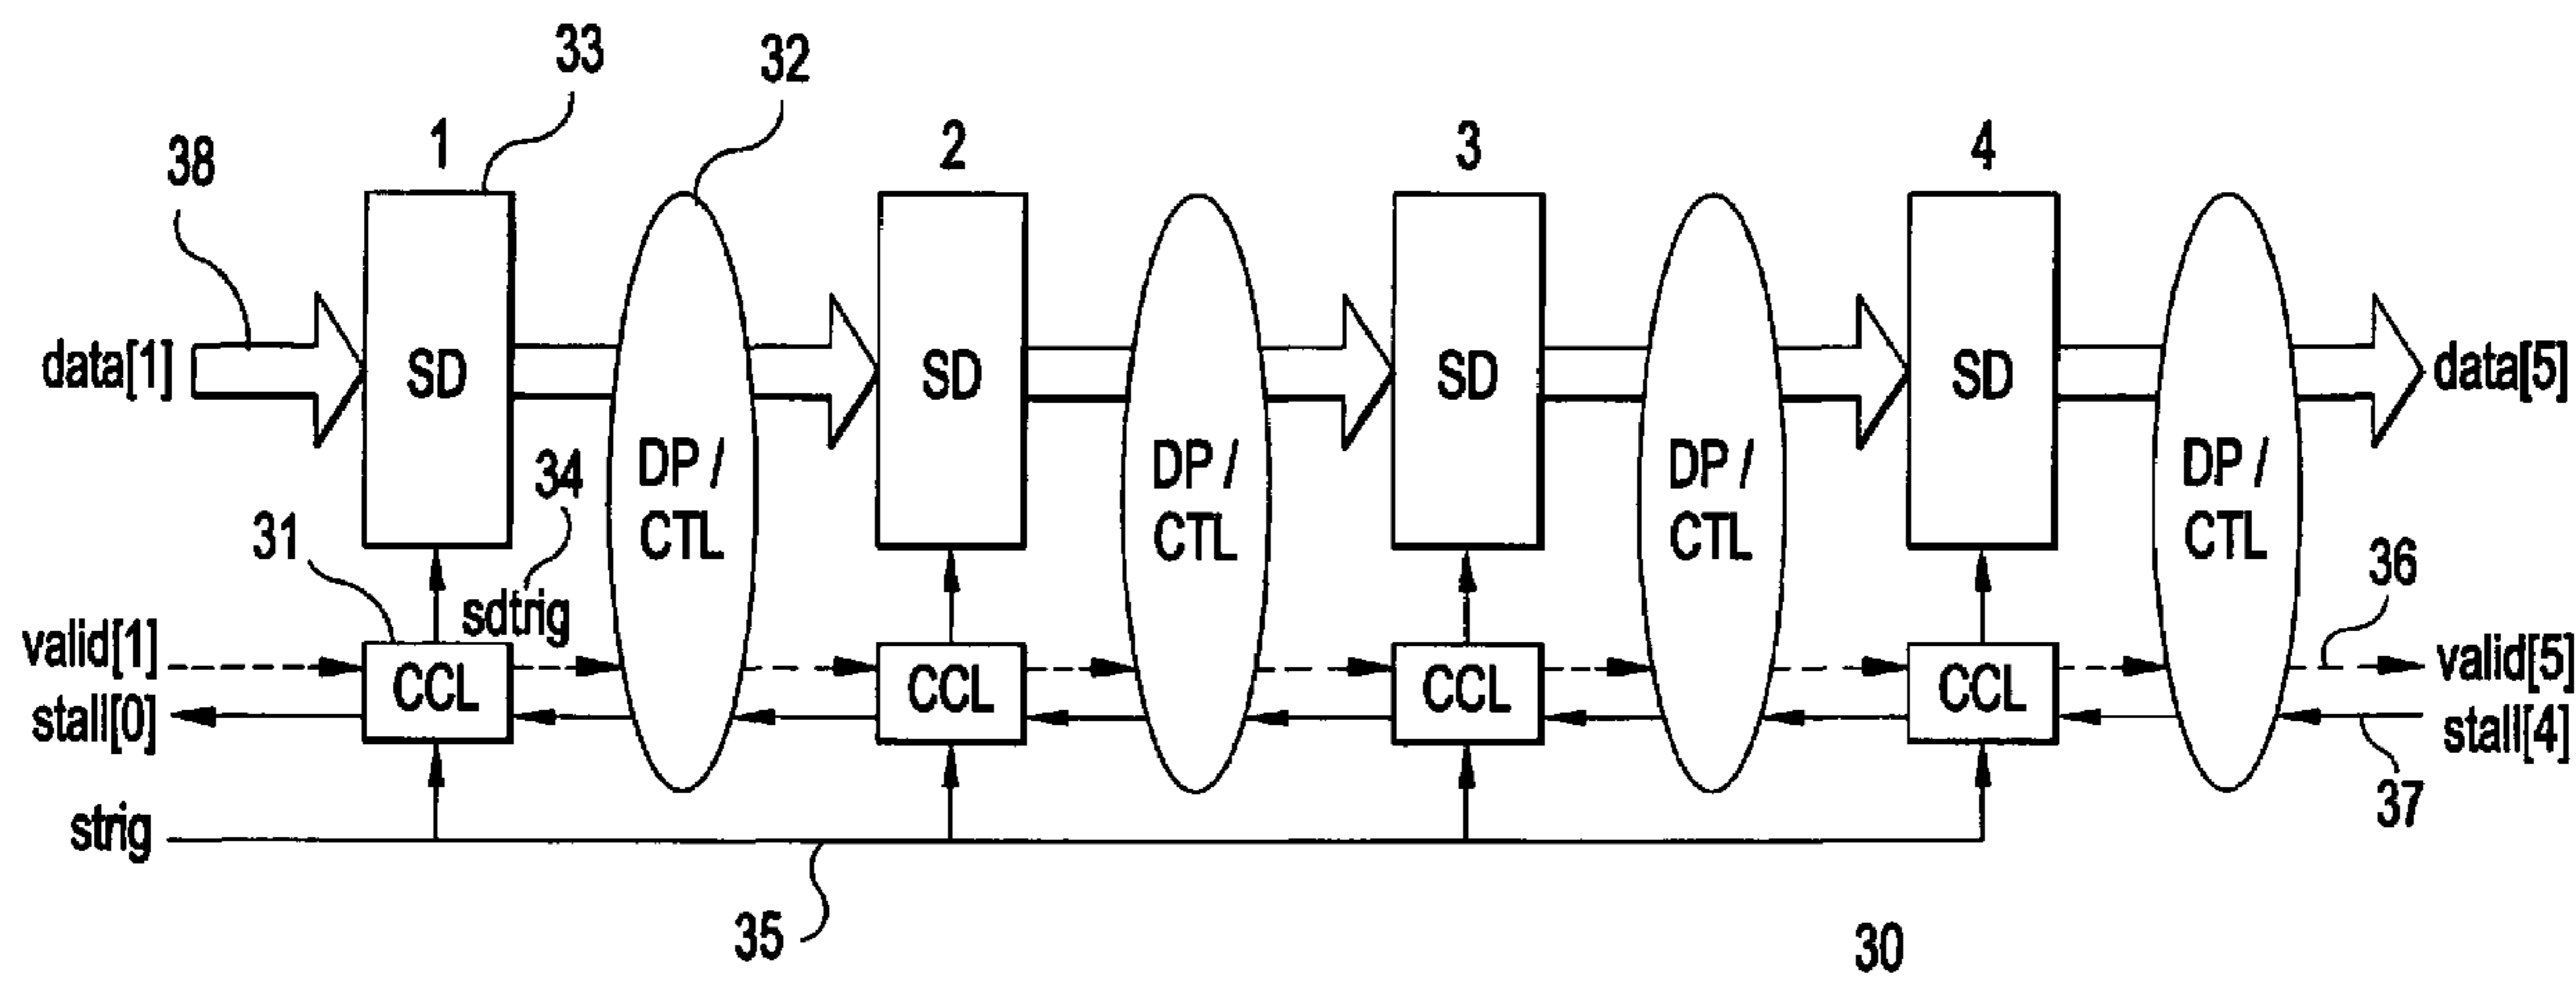 33
32
1
2
3
4
38
data[1]
SD
SD
SD
SD
data[5]
34
DP /
CTL
DP /
CTL
DP /
CTL
DP /
CTL
31
sdtrig
36
valid[1]
CCL
CCL
CCL
CCL
valid[5]
stall[0]
stall[4]
37
strig
35
30